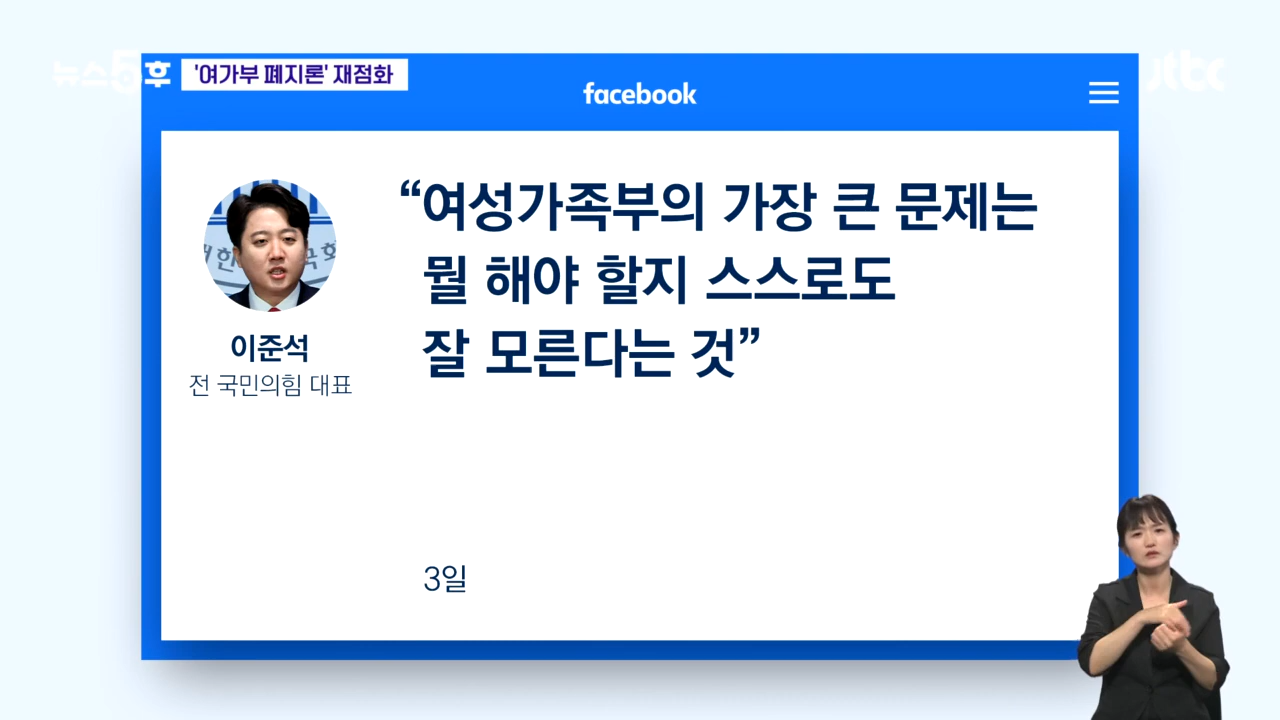 뉴스5후
'여가부 폐지론' 재점화
facebook
jtbc
“여성가족부의 가장 큰 문제는
뭘 해야 할지 스스로도
잘 모른다는 것”
이준석
전 국민의힘 대표
3일